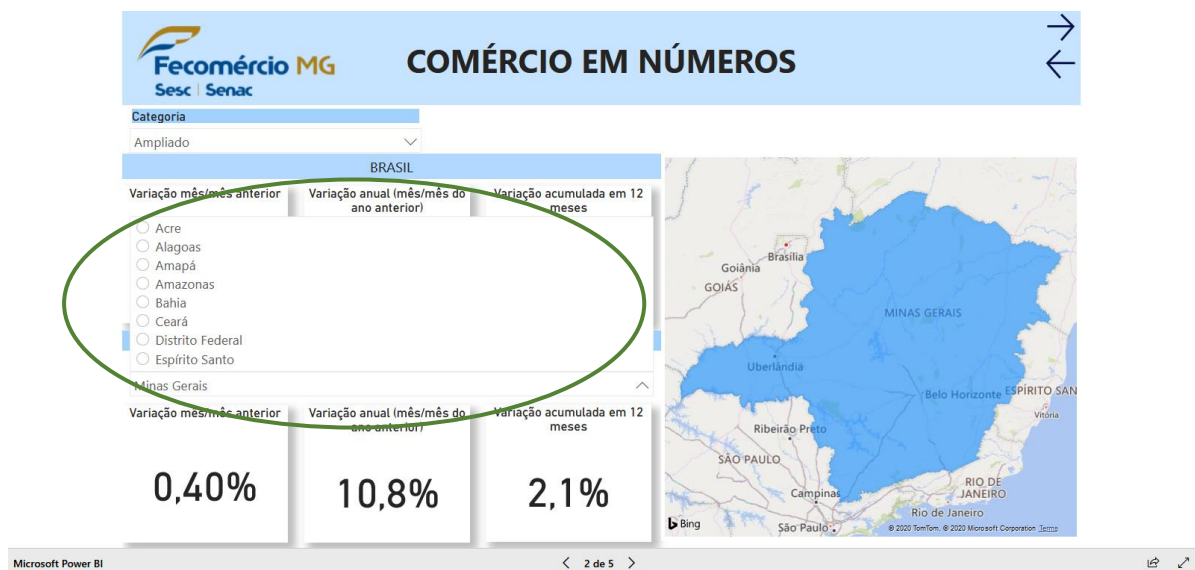 Fecomércio MG
Sesc | Senac
COMÉRCIO EM NÚMEROS
Categoria
Ampliado
BRASIL
Variação mês/mês anterior
Variação anual (mês/mês do
ano anterior)
Variação acumulada em 12
meses
Acre
Alagoas
Amapá
Amazonas
Bahia
Ceará
Distrito Federal
Espírito Santo
Minas Gerais
Variação mês/mês anterior
Variação anual (mês/mês do
ano anterior)
Variação acumulada em 12
meses
0,40%
10,8%
2,1%
Brasília
Goiânia
GOIÁS
MINAS GERAIS
Uberlândia
Belo Horizonte
ESPÍRITO SAN
Vitória
Ribeirão Preto
SÃO PAULO
Campinas
RIO DE
JANEIRO
Rio de Janeiro
São Paulo
Bing
© 2020 TomTom, © 2020 Microsoft Corporation Terms
Microsoft Power BI
2 de 5